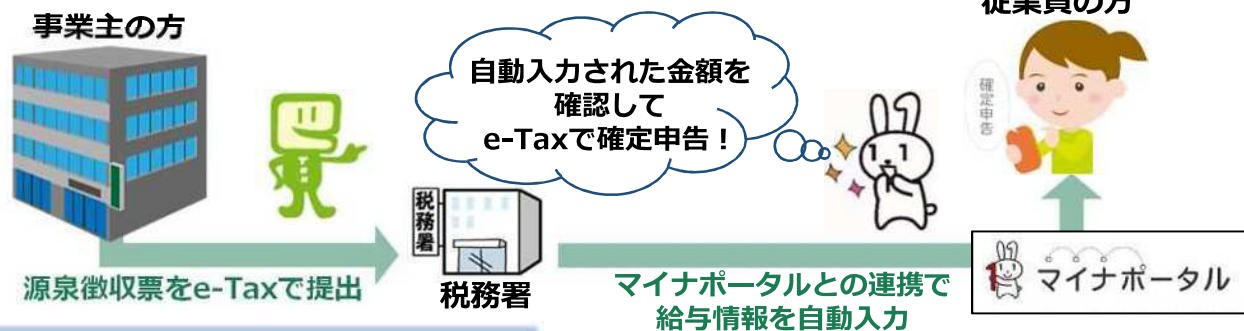 事業主の方
従業員の方
自動入力された金額を
確認して
e-Taxで確定申告！
確定申告
税務署
源泉徴収票をe-Taxで提出
税務署
マイナポータルとの連携で
給与情報を自動入力
マイナポータル